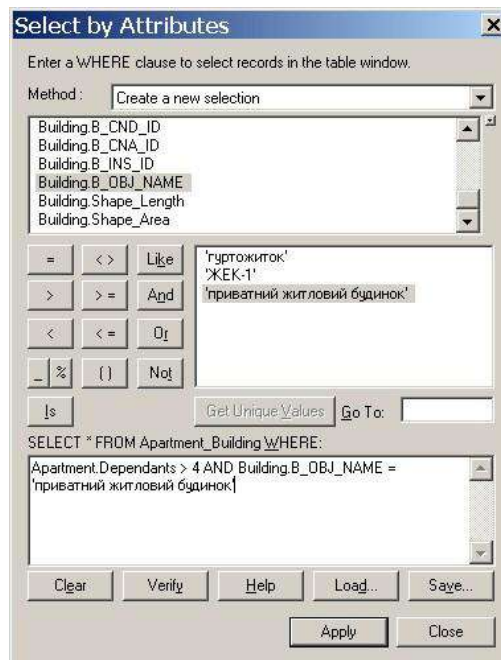 Select by Attributes
Enter a WHERE clause to select records in the table window.
Method : Create a new selection
Building.B_CND_ID
Building.B_CNA_ID
Building.B_INS_ID
Building.B_OBJ_NAME
Building.Shape_Length
Building.Shape_Area
= < > Like
> > = And
< < = Or
_ % ( ) Not
Is
'гуртожиток'
'ЖЕК-1'
'приватний житловий будинок'
Get Unique Values Go To:
SELECT * FROM Apartment_Building WHERE:
Apartment.Dependants > 4 AND Building.B_OBJ_NAME =
'приватний житловий будинок'
Clear Verify Help Load... Save...
Apply Close